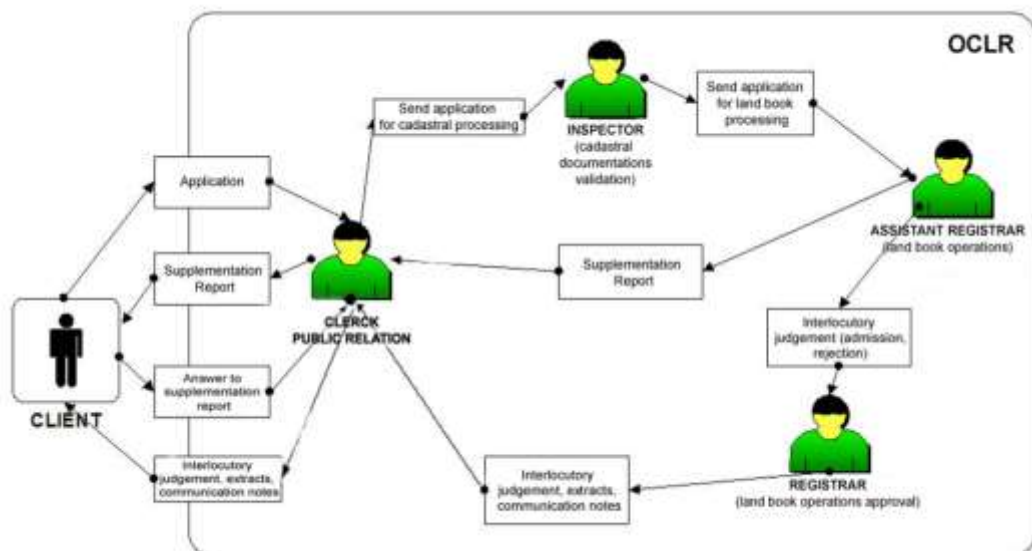 OCLR
Send application
for cadastral processing
INSPECTOR
(cadastral
documentations
validation)
Send application
for land book
processing
Application
ASSISTANT REGISTRAR
(land book operations)
Supplementation
Report
Supplementation
Report
CLERCK
PUBLIC RELATION
Interlocutory
judgement (admission,
rejection)
Answer to
supplementation
report
CLIENT
Interlocutory
judgement, extracts,
communication notes
Interlocutory
judgement, extracts,
communication notes
REGISTRAR
(land book operations approval)